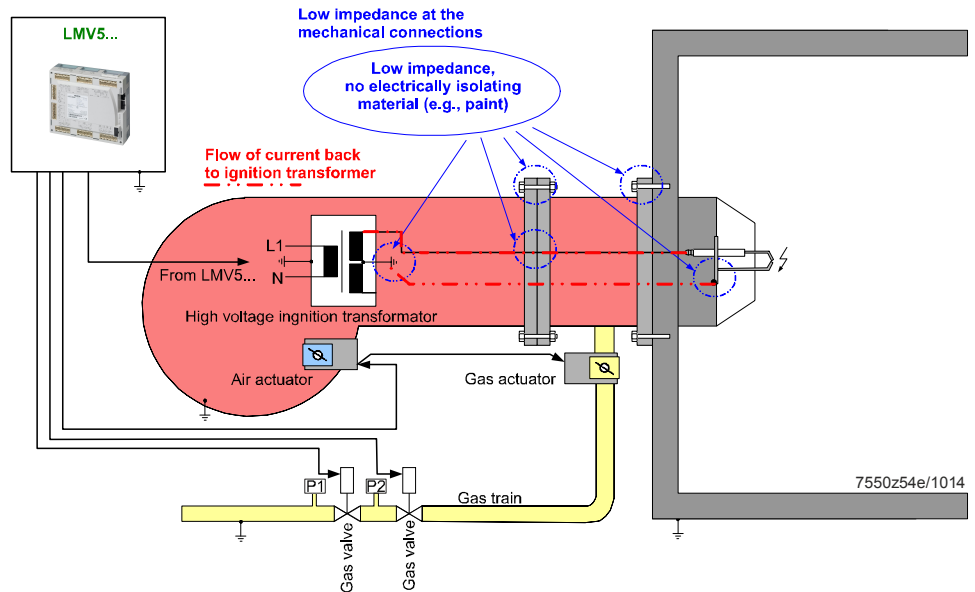 LMV5...
Low impedance at the
mechanical connections
Low impedance,
no electrically isolating
material (e.g., paint)
Flow of current back
to ignition transformer
L1
From LMV5...
N
High voltage ingnition transformator
Air actuator
Gas actuator
P1
P2
Gas train
Gas valve
Gas valve
7550z54e/1014